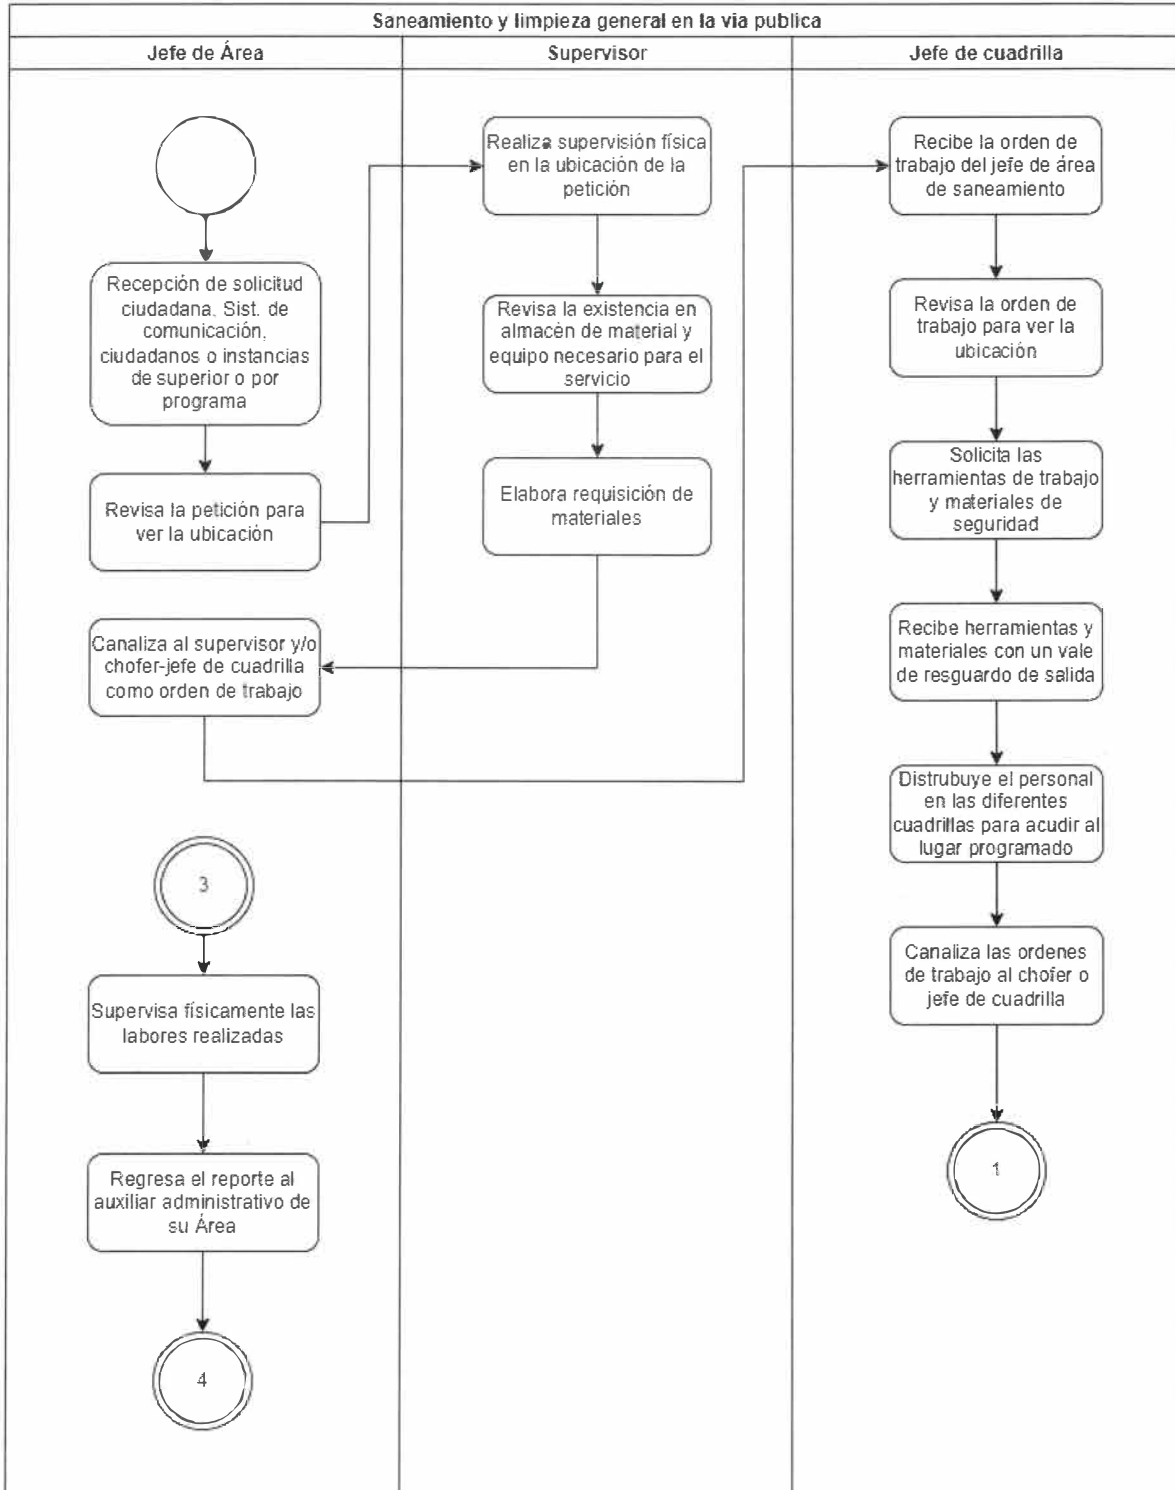 Saneamiento y limpieza general en la via publica
Jefe de Área
Supervisor
Jefe de cuadrilla
Recepción de solicitud
ciudadana, Sist. de
comunicación,
ciudadanos o instancias
de superior o por
programa
Revisa la petición para
ver la ubicación
Canaliza al supervisor y/o
chofer-jefe de cuadrilla
como orden de trabajo
3
Supervisa físicamente las
labores realizadas
Regresa el reporte al
auxiliar administrativo de
su Área
4
Realiza supervisión física
en la ubicación de la
petición
Revisa la existencia en
almacén de material y
equipo necesario para el
servicio
Elabora requisición de
materiales
Recibe la orden de
trabajo del jefe de área
de saneamiento
Revisa la orden de
trabajo para ver la
ubicación
Solicita las
herramientas de trabajo
y materiales de
seguridad
Recibe herramientas y
materiales con un vale
de resguardo de salida
Distrubuye el personal
en las diferentes
cuadrillas para acudir al
lugar programado
Canaliza las ordenes
de trabajo al chofer o
jefe de cuadrilla
1